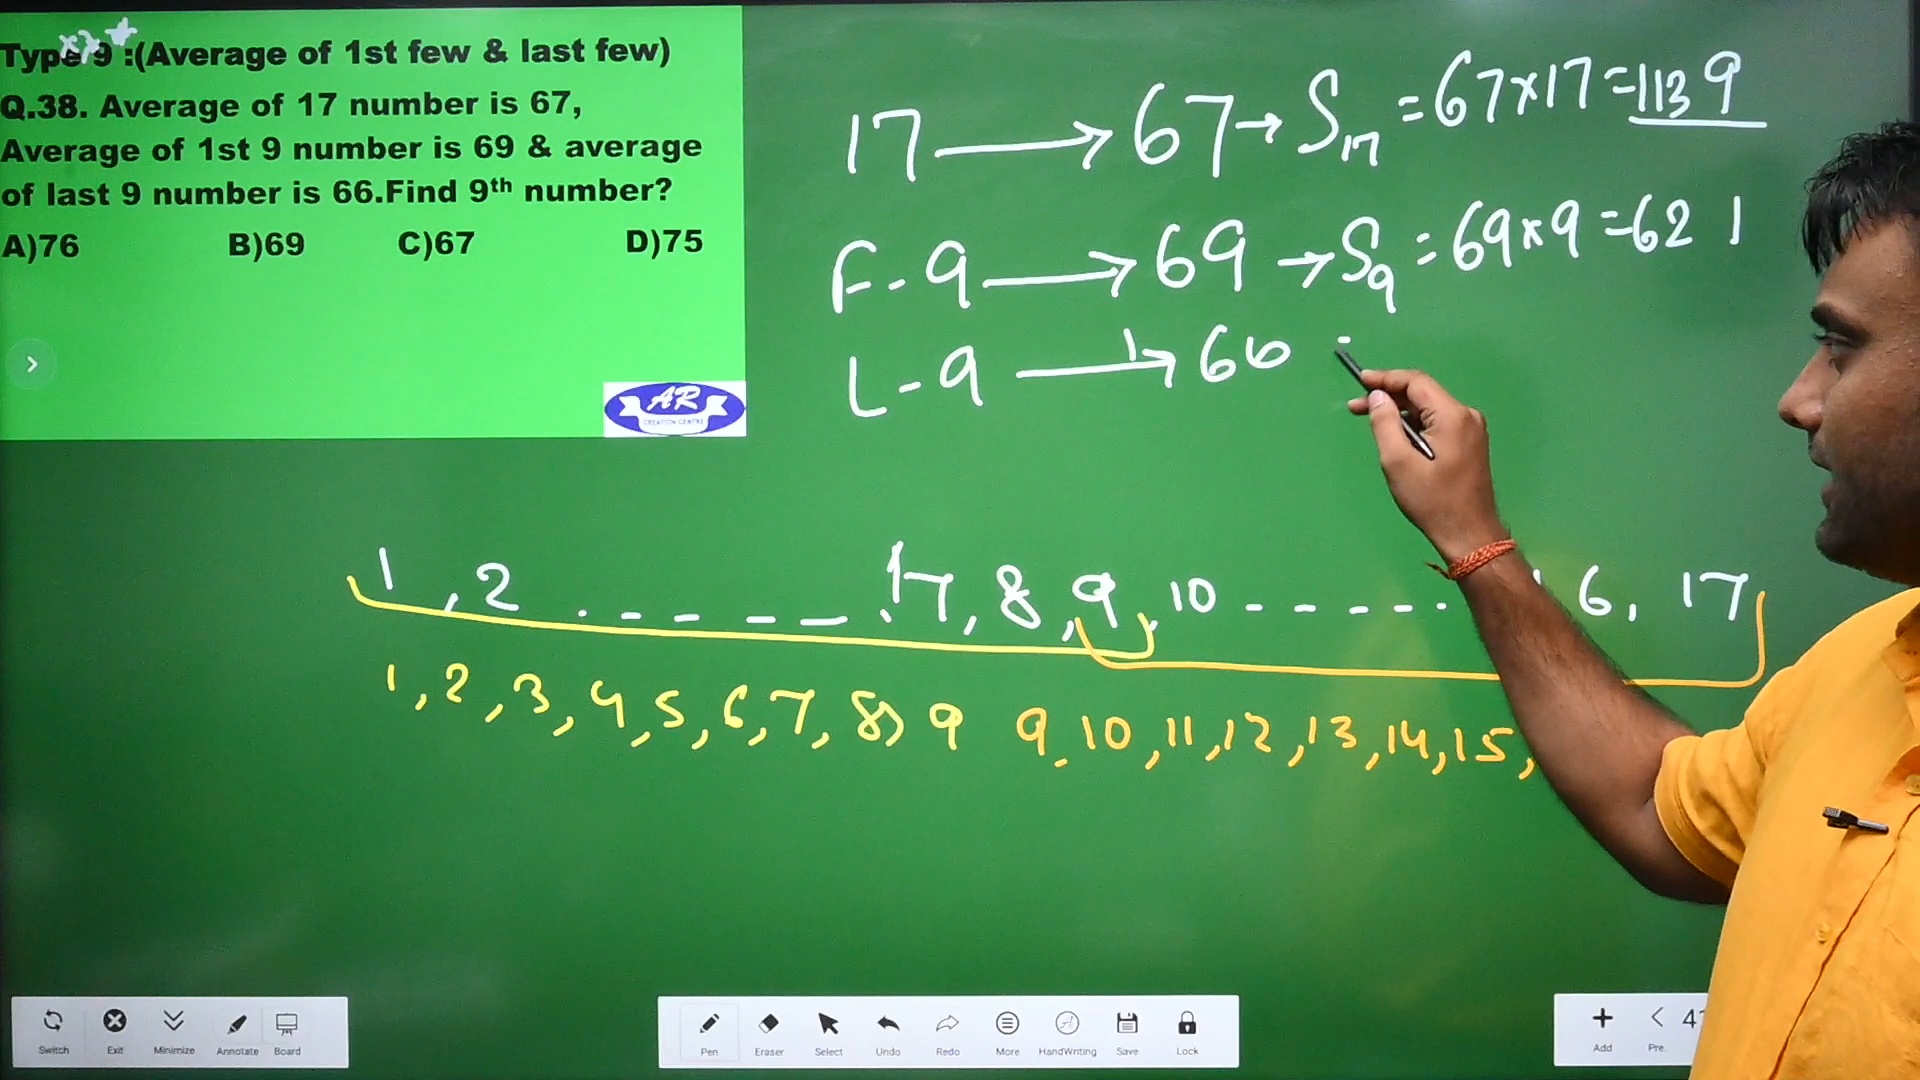 Type 9 :(Average of 1st few & last few)
Q.38. Average of 17 number is 67,
Average of 1st 9 number is 69 & average
of last 9 number is 66.Find 9th number?
A)76 B)69 C)67 D)75
AR
CREATION CENTRE
17 → 67 → S17 = 67×17 = 1139
F-9 → 69 → S9 = 69×9 = 621
L-9 → 66
1, 2 . - - - - . 17, 8, 9, 10 - - - - - 6, 17
1, 2, 3, 4, 5, 6, 7, 8, 9 9, 10, 11, 12, 13, 14, 15,
Switch Exit Minimize Annotate Board
Pen Eraser Select Undo Redo More HandWriting Save Lock
Add Pre.